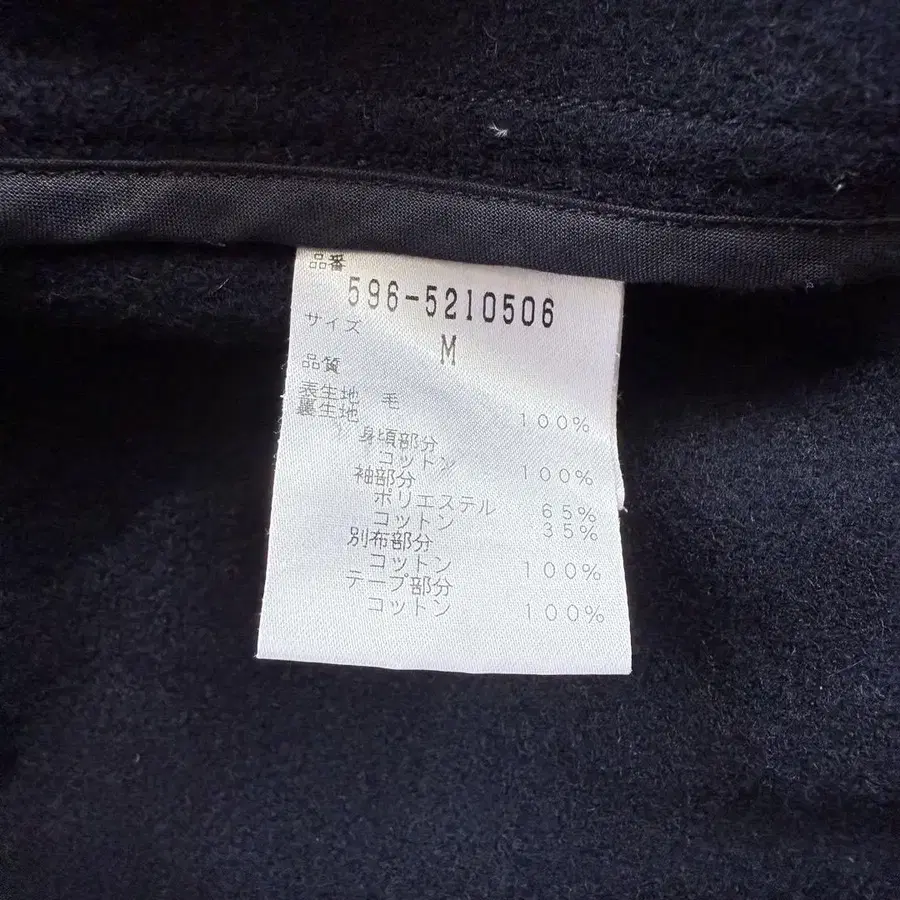 品番
596-5210506
サイズ
M
品質
表生地 毛 100%
裏生地
身頃部分
コットン 100%
袖部分
ポリエステル 65%
コットン 35%
別布部分
コットン 100%
テープ部分
コットン 100%